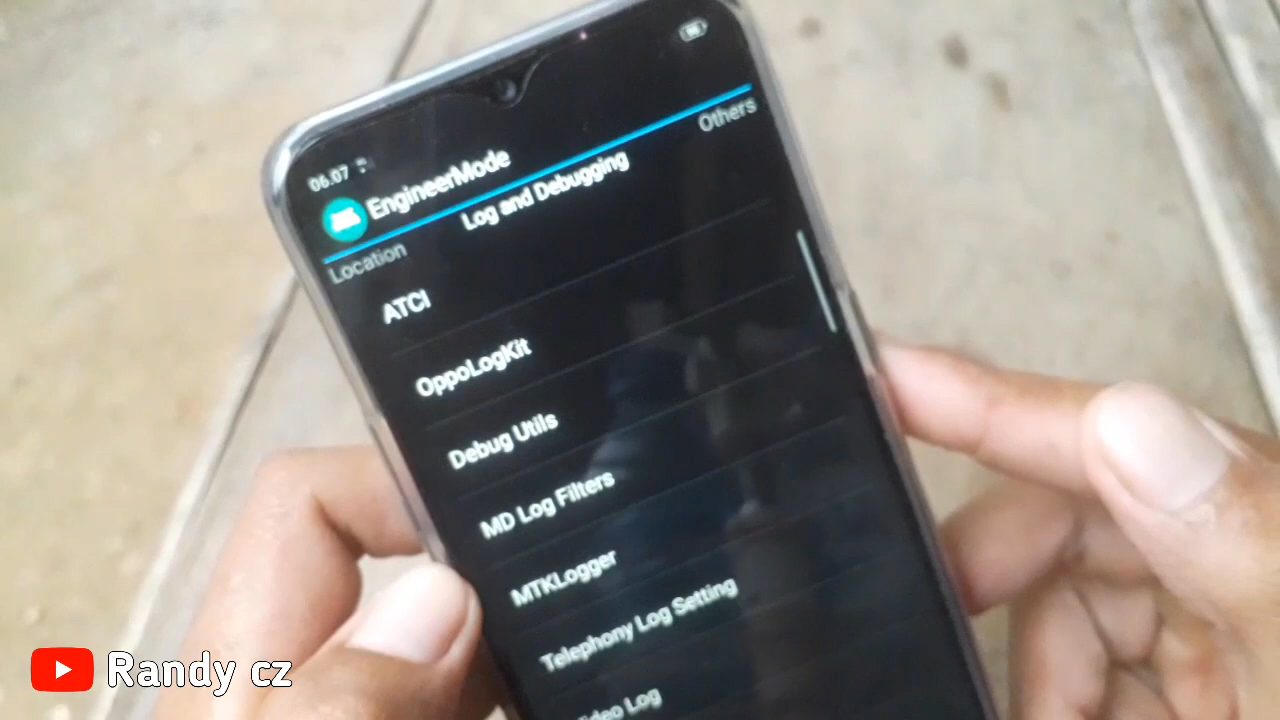 06.07
EngineerMode
Location
Log and Debugging
Others
ATCI
OppoLogKit
Debug Utils
MD Log Filters
MTKLogger
Telephony Log Setting
Log
Randy cz